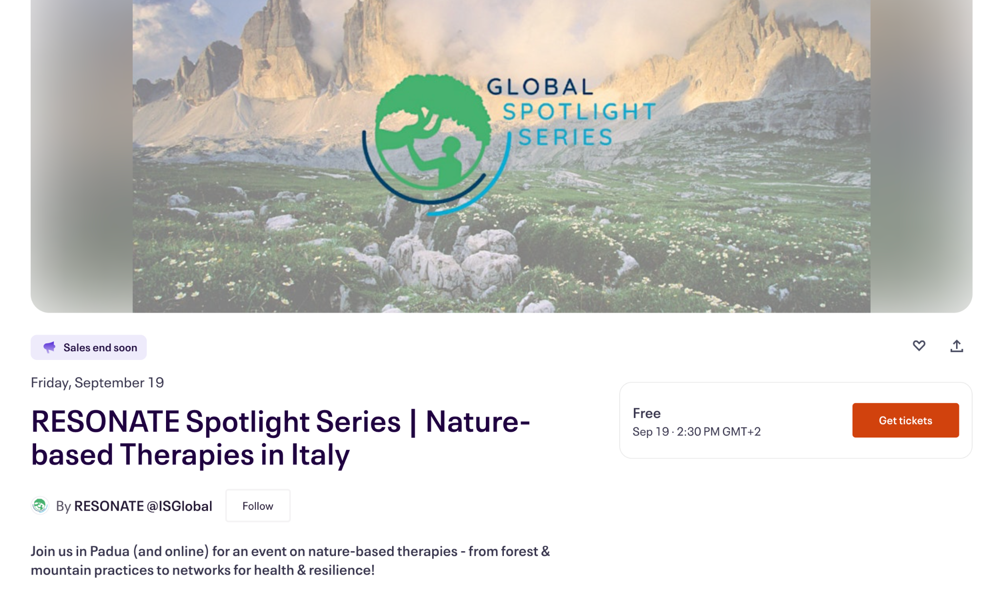 GLOBAL
SPOTLIGHT
SERIES
Sales end soon
Friday, September 19
RESONATE Spotlight Series | Nature-
based Therapies in Italy
Free
Sep 19 · 2:30 PM GMT+2
Get tickets
By RESONATE @ISGlobal
Follow
Join us in Padua (and online) for an event on nature-based therapies - from forest &
mountain practices to networks for health & resilience!